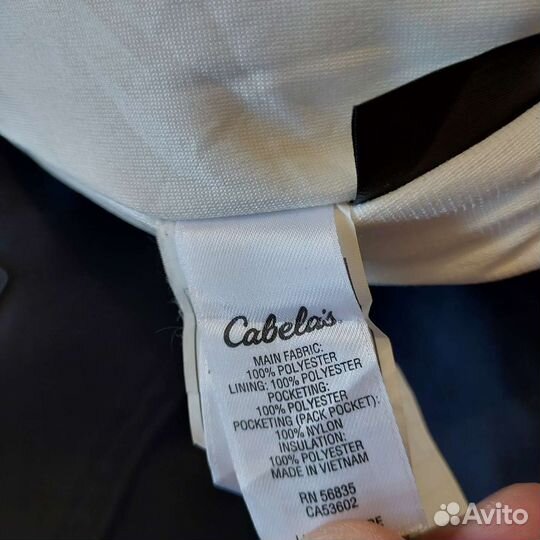 Cabela's
MAIN FABRIC:
100% POLYESTER
LINING: 100% POLYESTER
POCKETING:
100% POLYESTER
POCKETING (PACK POCKET):
100% NYLON
INSULATION:
100% POLYESTER
MADE IN VIETNAM
RN 56835
CA53602
Avito